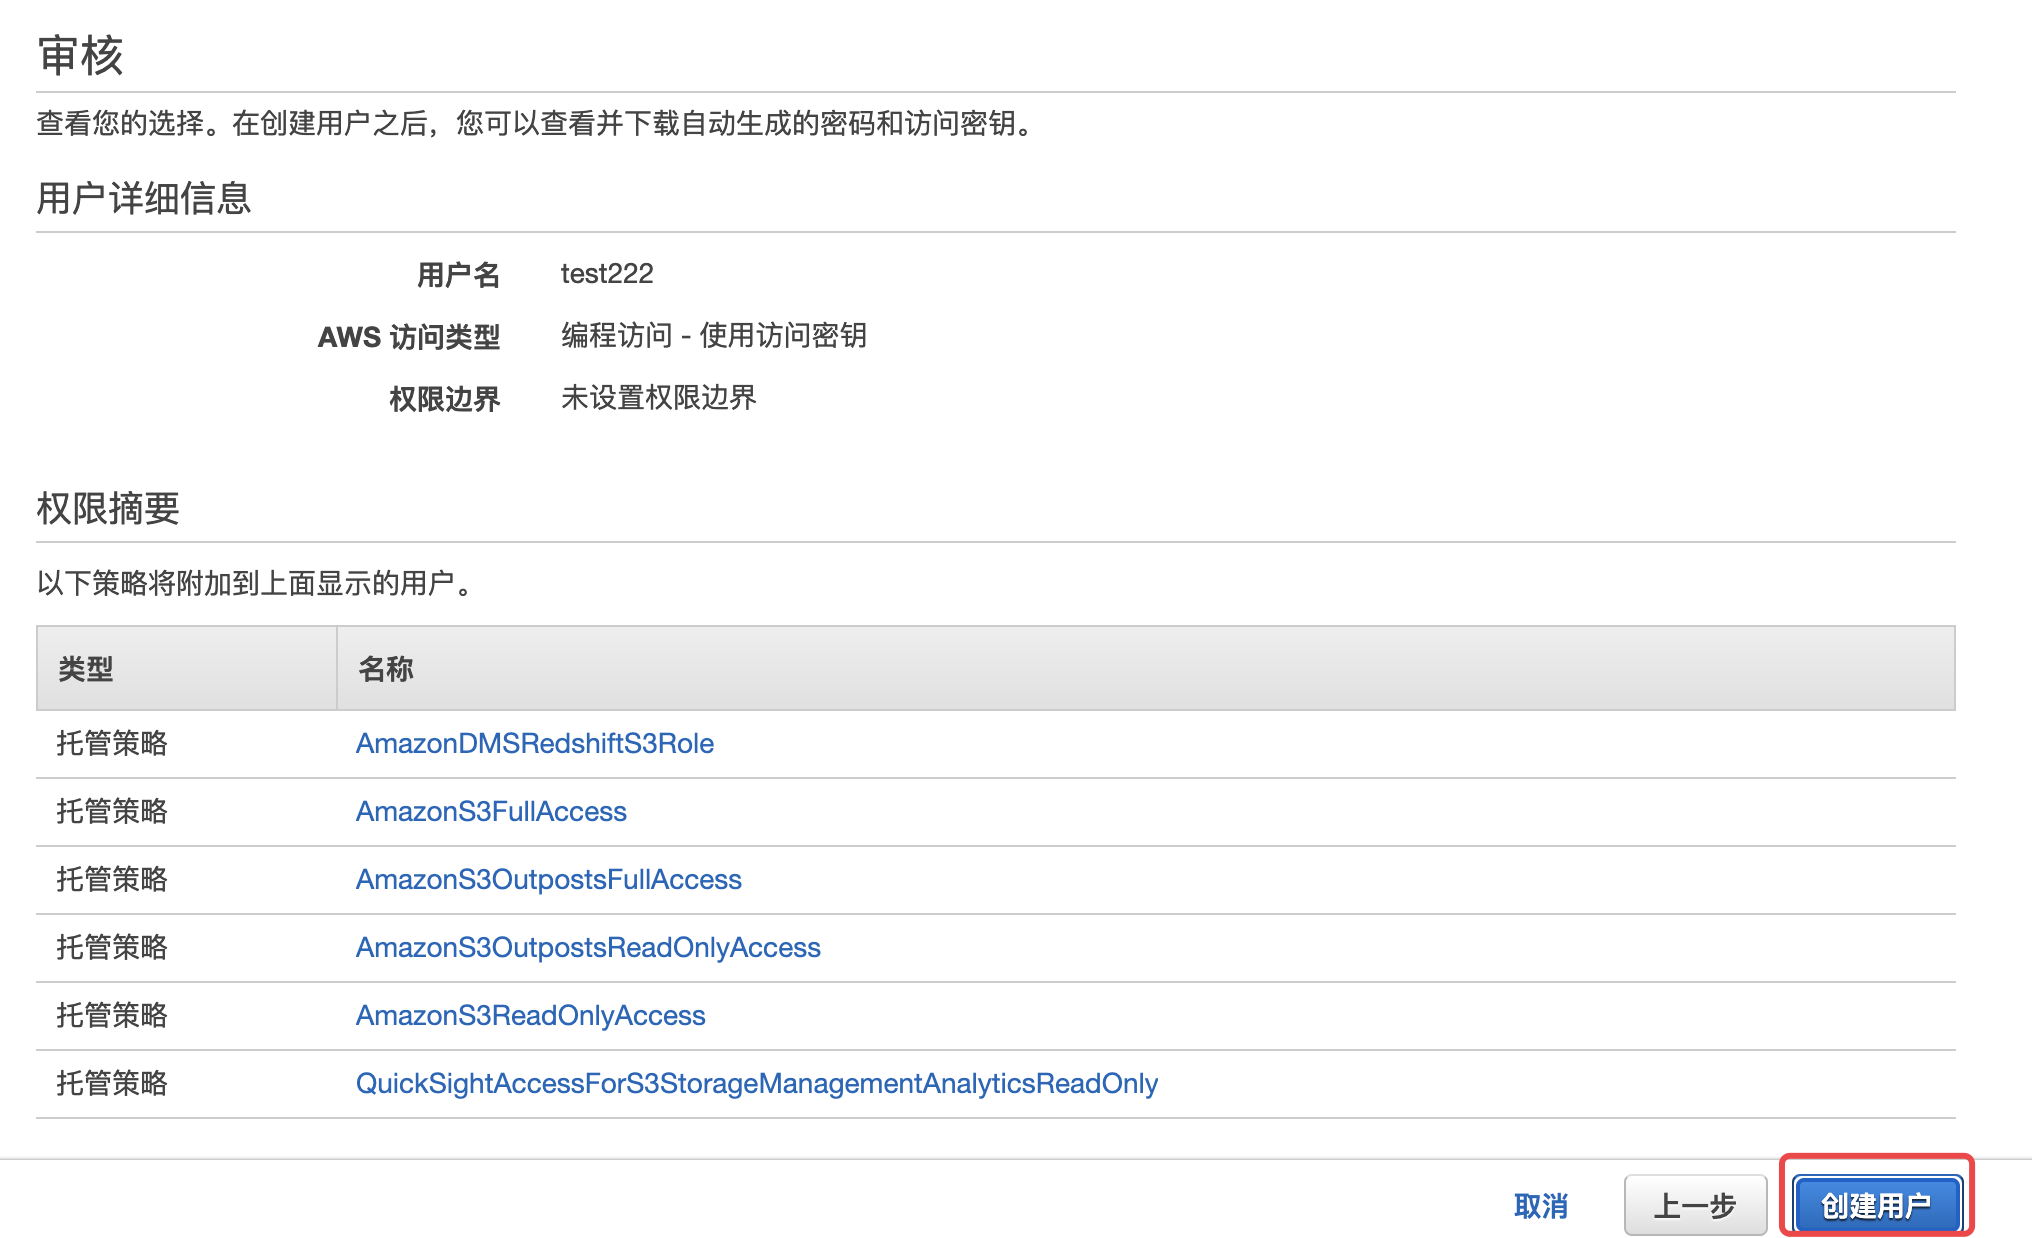 审核
查看您的选择。在创建用户之后，您可以查看并下载自动生成的密码和访问密钥。
用户详细信息
用户名 test222
AWS 访问类型 编程访问 - 使用访问密钥
权限边界 未设置权限边界
权限摘要
以下策略将附加到上面显示的用户。
类型 名称
托管策略 AmazonDMSRedshiftS3Role
托管策略 AmazonS3FullAccess
托管策略 AmazonS3OutpostsFullAccess
托管策略 AmazonS3OutpostsReadOnlyAccess
托管策略 AmazonS3ReadOnlyAccess
托管策略 QuickSightAccessForS3StorageManagementAnalyticsReadOnly
取消 上一步 创建用户